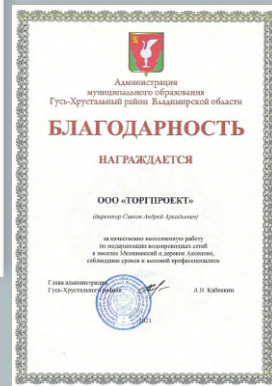 Администрация
муниципального образования
Гусь-Хрустальный район Владимирской области
БЛАГОДАРНОСТЬ
НАГРАЖДАЕТСЯ
ООО «ТОРГПРОЕКТ»
(директор Андрей Аркадьевич)
за качественно выполненную работу
по модернизации водопроводных сетей
в поселке Мезиновский и деревне Аксеново,
соблюдение сроков и высокий профессионализм
Глава администрации
Гусь-Хрустального района А.В. Кабенкин
2021